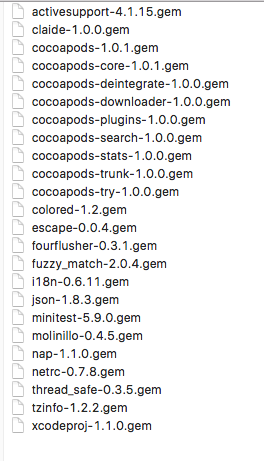 activesupport-4.1.15.gem
claide-1.0.0.gem
cocoapods-1.0.1.gem
cocoapods-core-1.0.1.gem
cocoapods-deintegrate-1.0.0.gem
cocoapods-downloader-1.0.0.gem
cocoapods-plugins-1.0.0.gem
cocoapods-search-1.0.0.gem
cocoapods-stats-1.0.0.gem
cocoapods-trunk-1.0.0.gem
cocoapods-try-1.0.0.gem
colored-1.2.gem
escape-0.0.4.gem
fourflusher-0.3.1.gem
fuzzy_match-2.0.4.gem
i18n-0.6.11.gem
json-1.8.3.gem
minitest-5.9.0.gem
molinillo-0.4.5.gem
nap-1.1.0.gem
netrc-0.7.8.gem
thread_safe-0.3.5.gem
tzinfo-1.2.2.gem
xcodeproj-1.1.0.gem